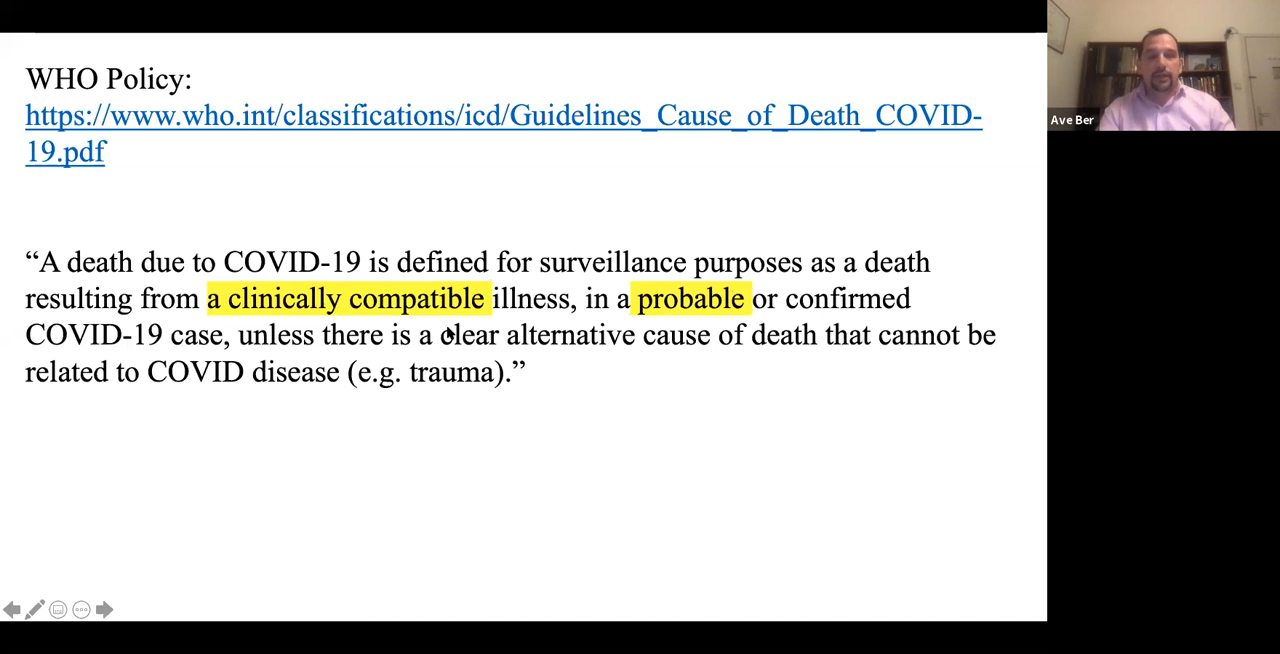 WHO Policy:
https://www.who.int/classifications/icd/Guidelines_Cause_of_Death_COVID-
19.pdf
“A death due to COVID-19 is defined for surveillance purposes as a death
resulting from a clinically compatible illness, in a probable or confirmed
COVID-19 case, unless there is a clear alternative cause of death that cannot be
related to COVID disease (e.g. trauma).”
Ave Ber